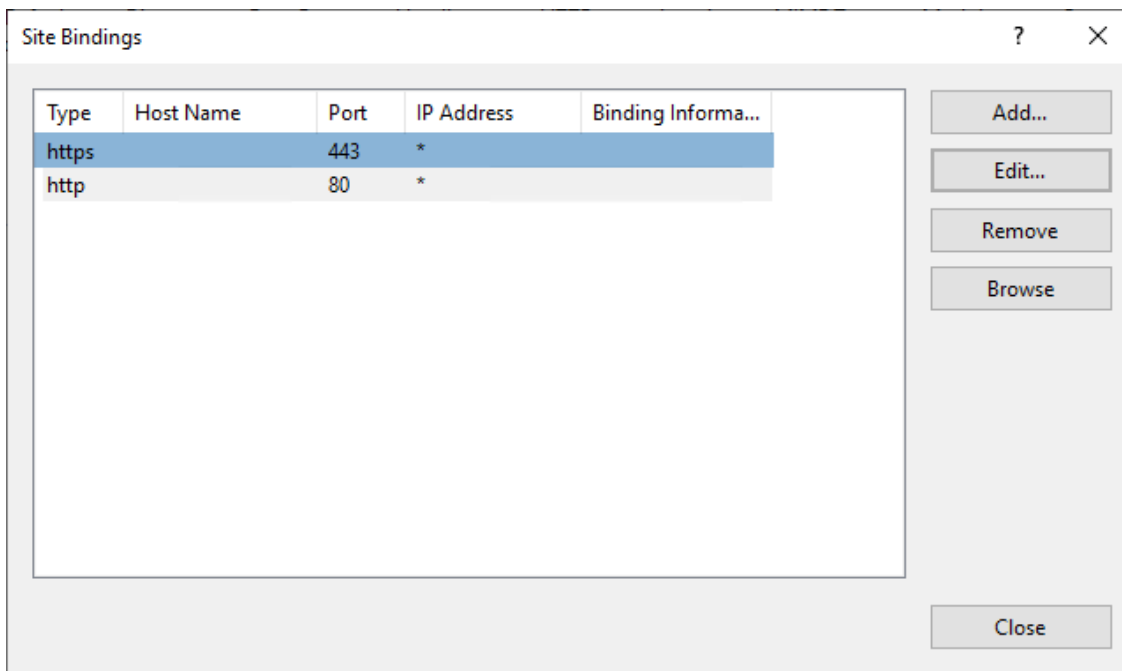 Site Bindings ? ×
Type Host Name Port IP Address Binding Informa...
https 443 *
http 80 *
Add...
Edit...
Remove
Browse
Close